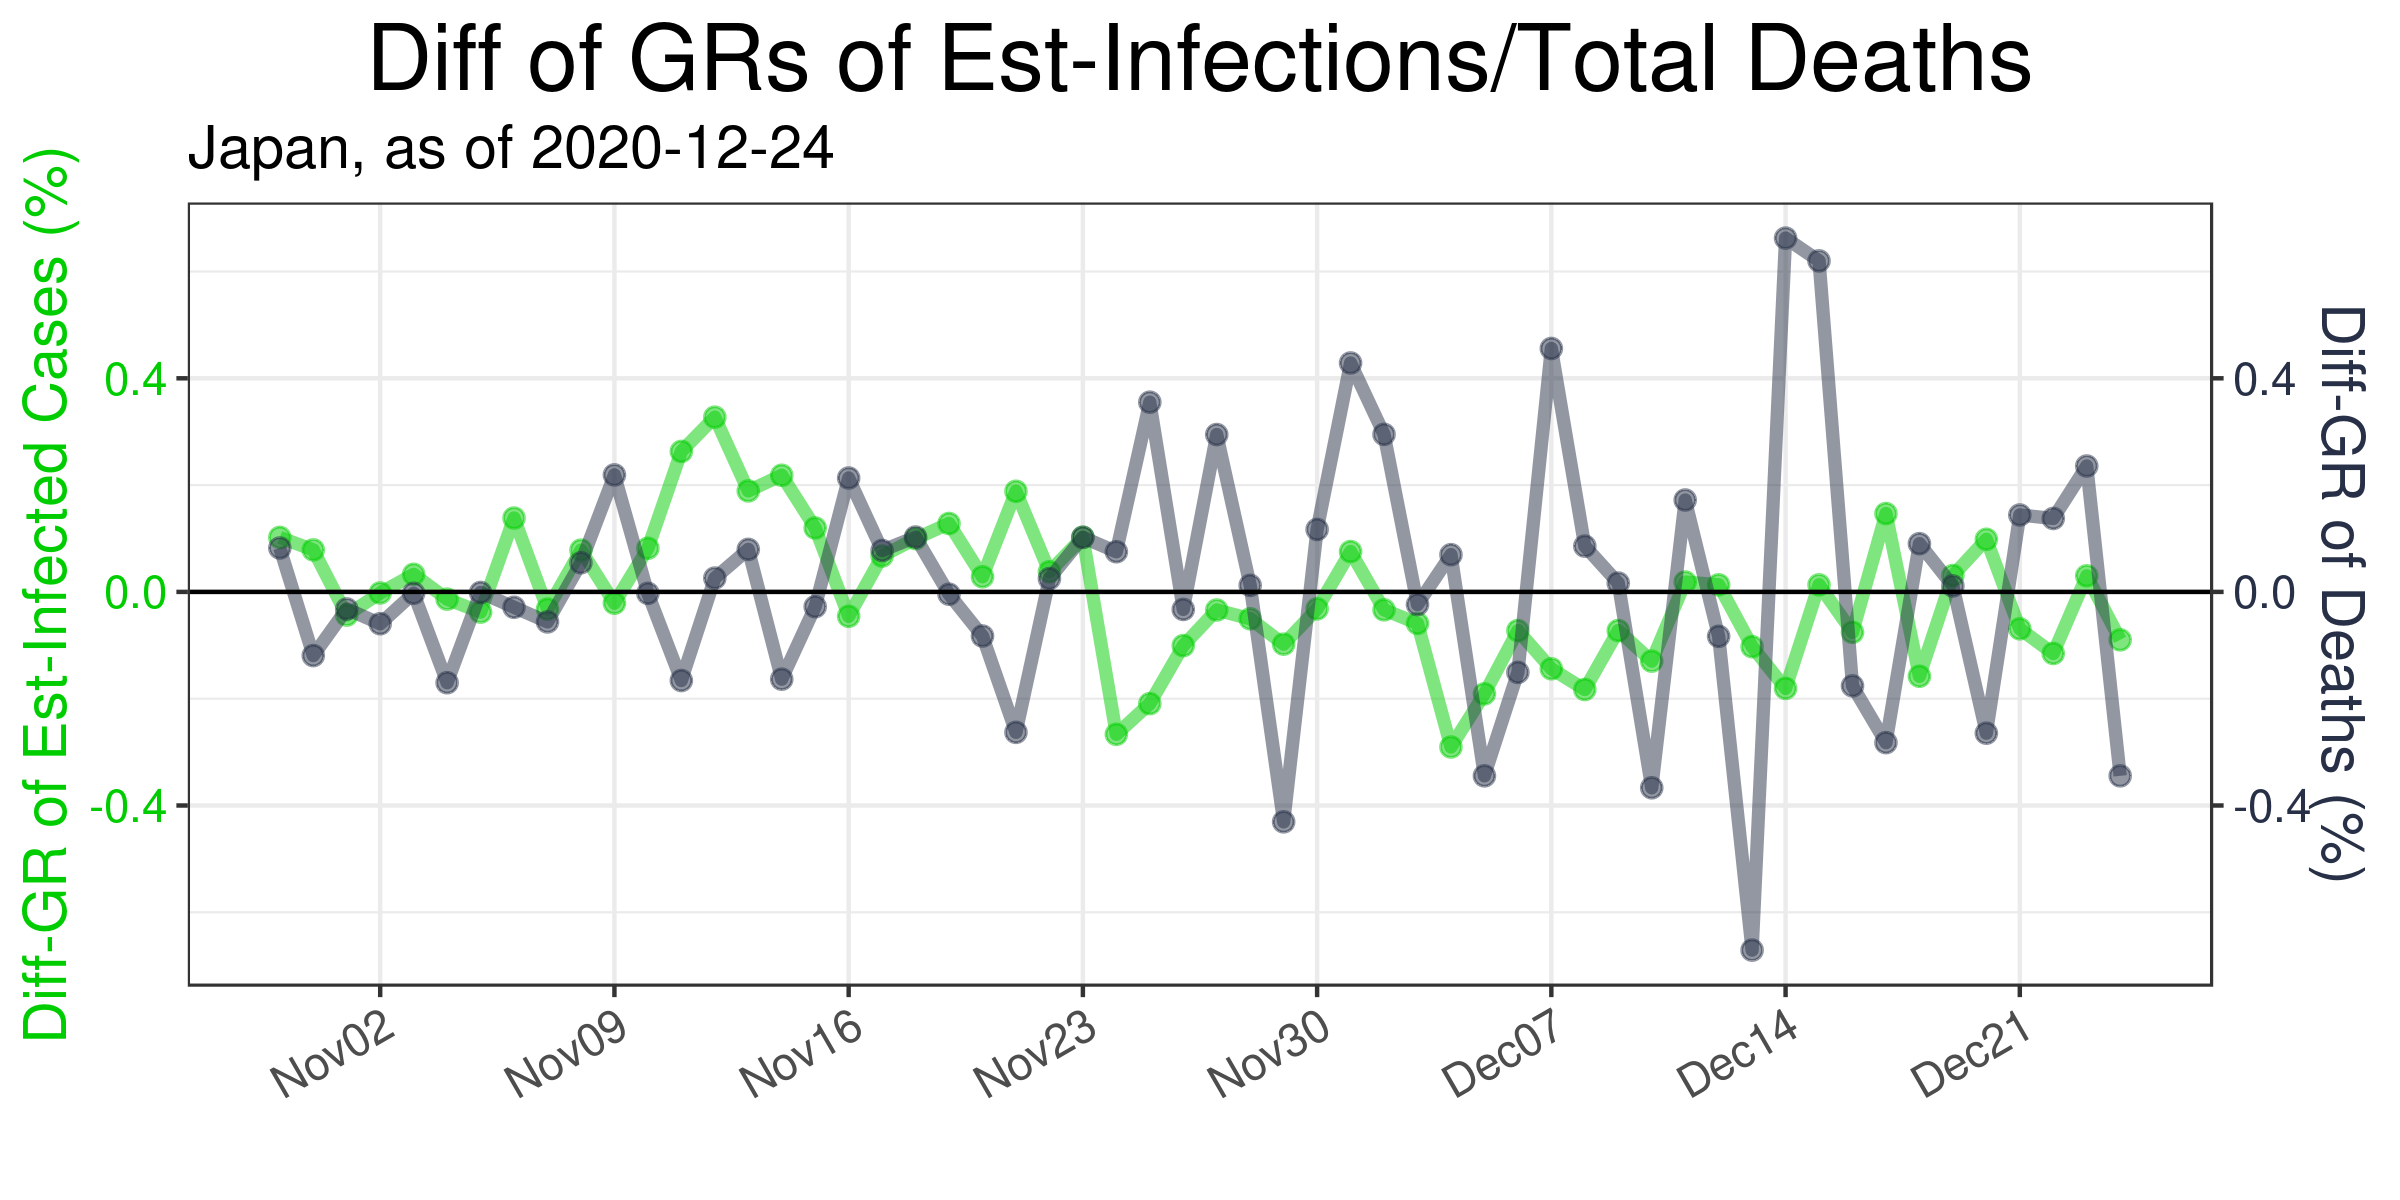 Diff of GRs of Est-Infections/Total Deaths
Japan, as of 2020-12-24
Diff-GR of Est-Infected Cases (%)
0.4
0.0
-0.4
0.4
0.0
-0.4
Diff-GR of Deaths (%)
Nov02
Nov09
Nov16
Nov23
Nov30
Dec07
Dec14
Dec21